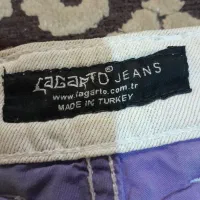 LAGARTO® JEANS
www.lagarto.com.tr
MADE IN TURKEY